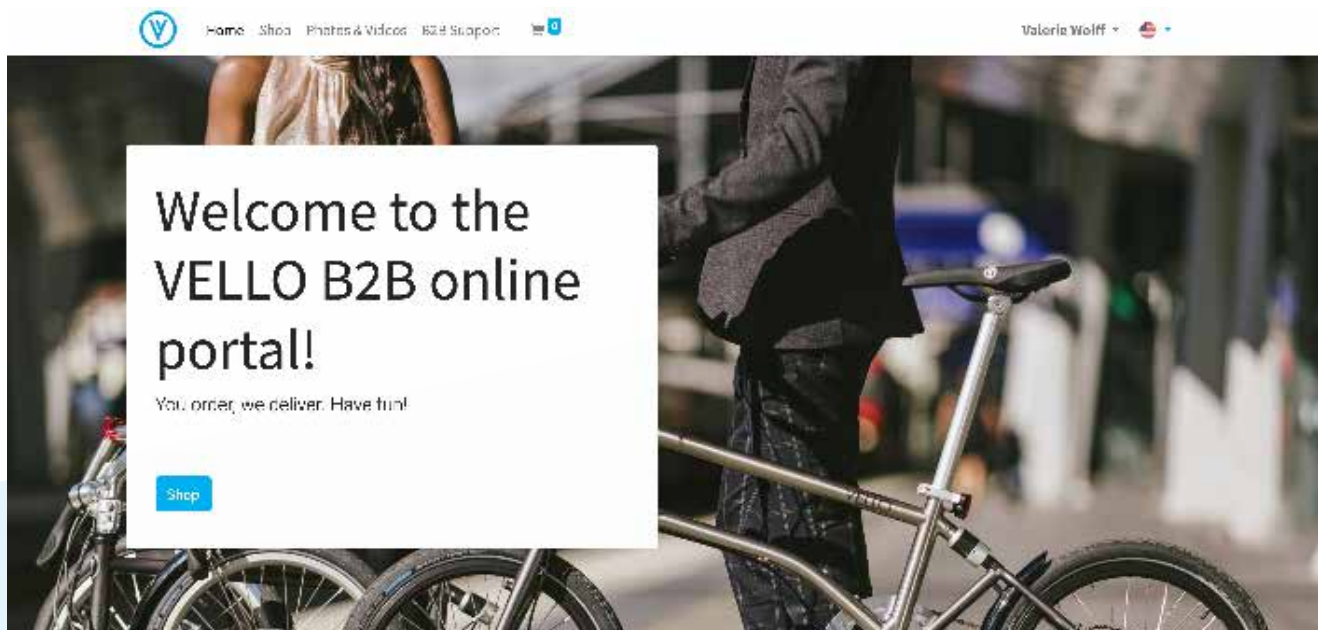 Home Shop Photos & Videos B2B Support 0 Valerie Wolff
Welcome to the
VELLO B2B online
portal!
You order, we deliver. Have fun!
Shop